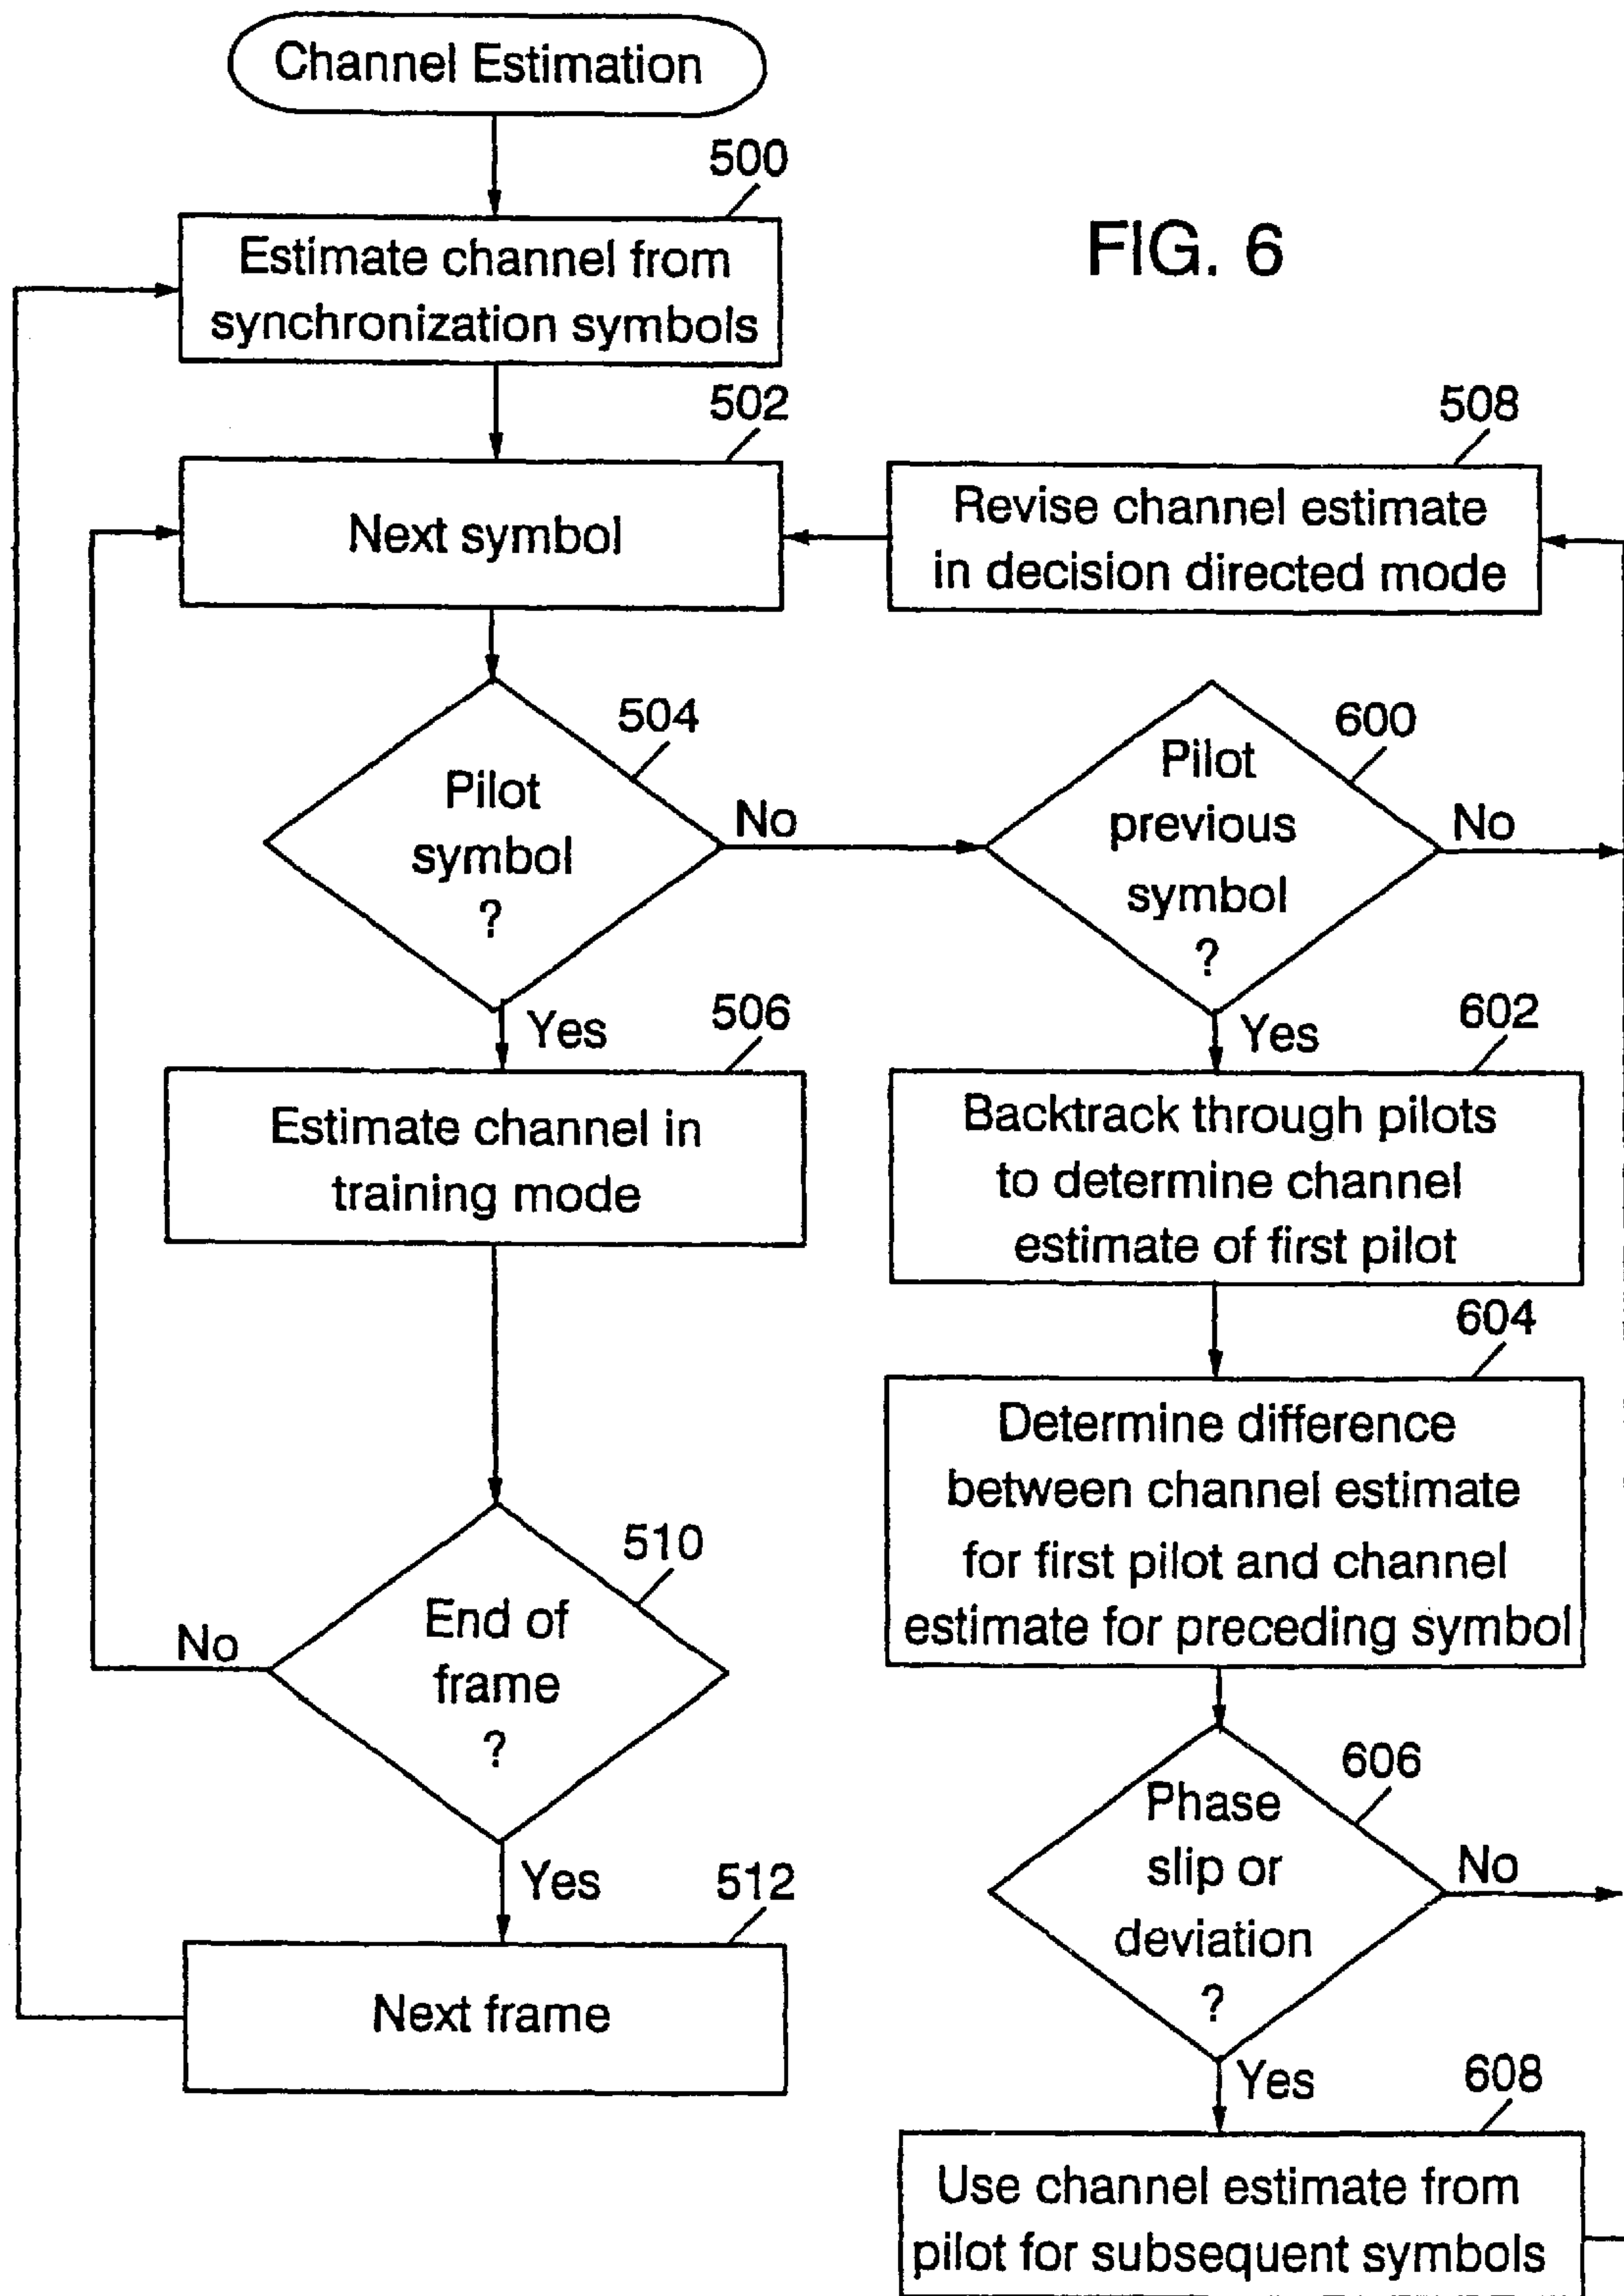 Channel Estimation
500
Estimate channel from
synchronization symbols
FIG. 6
502
Next symbol
508
Revise channel estimate
in decision directed mode
504
Pilot
symbol
?
No
Yes
600
Pilot
previous
symbol
?
No
Yes
506
Estimate channel in
training mode
602
Backtrack through pilots
to determine channel
estimate of first pilot
604
Determine difference
between channel estimate
for first pilot and channel
estimate for preceding symbol
510
End of
frame
?
No
Yes
606
Phase
slip or
deviation
?
No
Yes
512
Next frame
608
Use channel estimate from
pilot for subsequent symbols